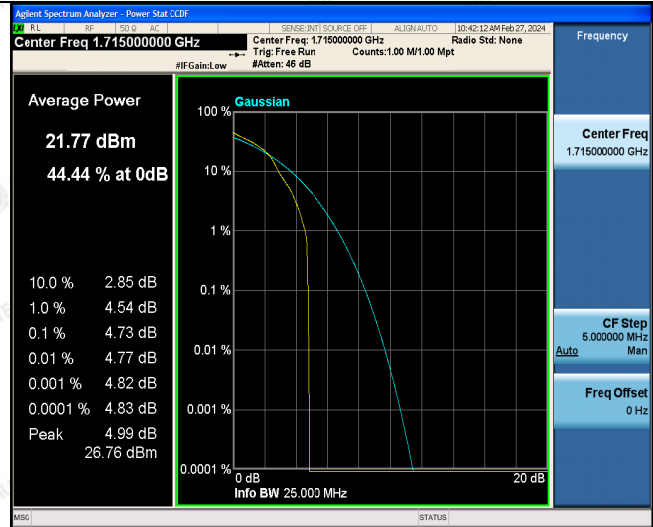 Agilent Spectrum Analyzer - Power Stat CCDF
RL RF 50 Ω AC SENSE:INT SOURCE OFF ALIGN AUTO 10:42:12 AM Feb 27, 2024
Center Freq 1.715000000 GHz
Center Freq: 1.715000000 GHz Radio Std: None
Trig: Free Run Counts:1.00 M/1.00 Mpt
#IFGain:Low #Atten: 46 dB
Frequency
Average Power
21.77 dBm
44.44 % at 0dB
10.0 % 2.85 dB
1.0 % 4.54 dB
0.1 % 4.73 dB
0.01 % 4.77 dB
0.001 % 4.82 dB
0.0001 % 4.83 dB
Peak 4.99 dB
26.76 dBm
Gaussian
100 %
10 %
1 %
0.1 %
0.01 %
0.001 %
0.0001 %
0 dB 20 dB
Info BW 25.000 MHz
Center Freq
1.715000000 GHz
CF Step
5.000000 MHz
Auto Man
Freq Offset
0 Hz
MSG STATUS